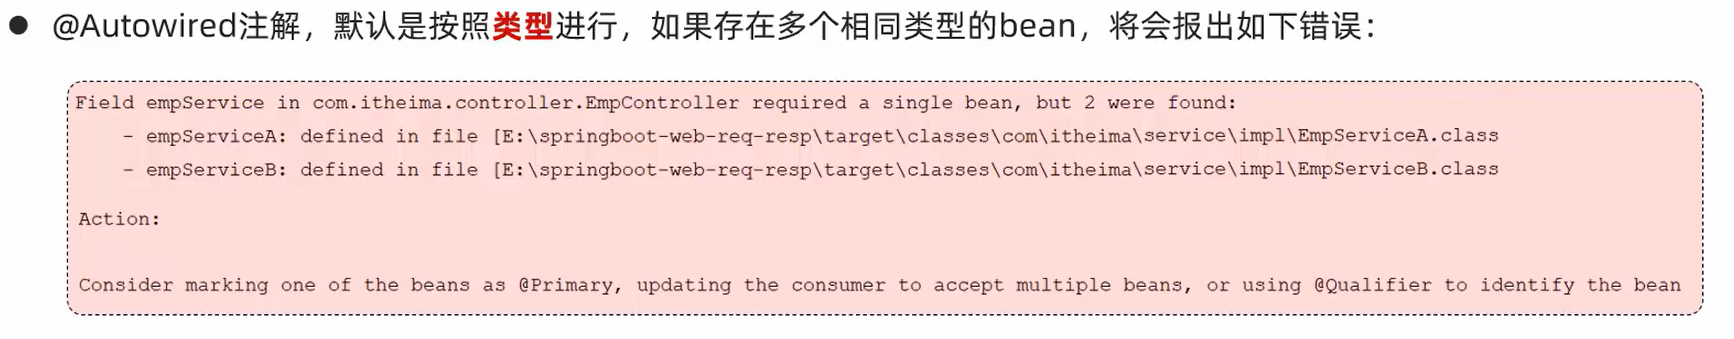 @Autowired注解，默认是按照类型进行，如果存在多个相同类型的bean，将会报出如下错误：
Field empService in com.itheima.controller.EmpController required a single bean, but 2 were found:
- empServiceA: defined in file [E:\springboot-web-req-resp\target\classes\com\itheima\service\impl\EmpServiceA.class
- empServiceB: defined in file [E:\springboot-web-req-resp\target\classes\com\itheima\service\impl\EmpServiceB.class
Action:
Consider marking one of the beans as @Primary, updating the consumer to accept multiple beans, or using @Qualifier to identify the bean